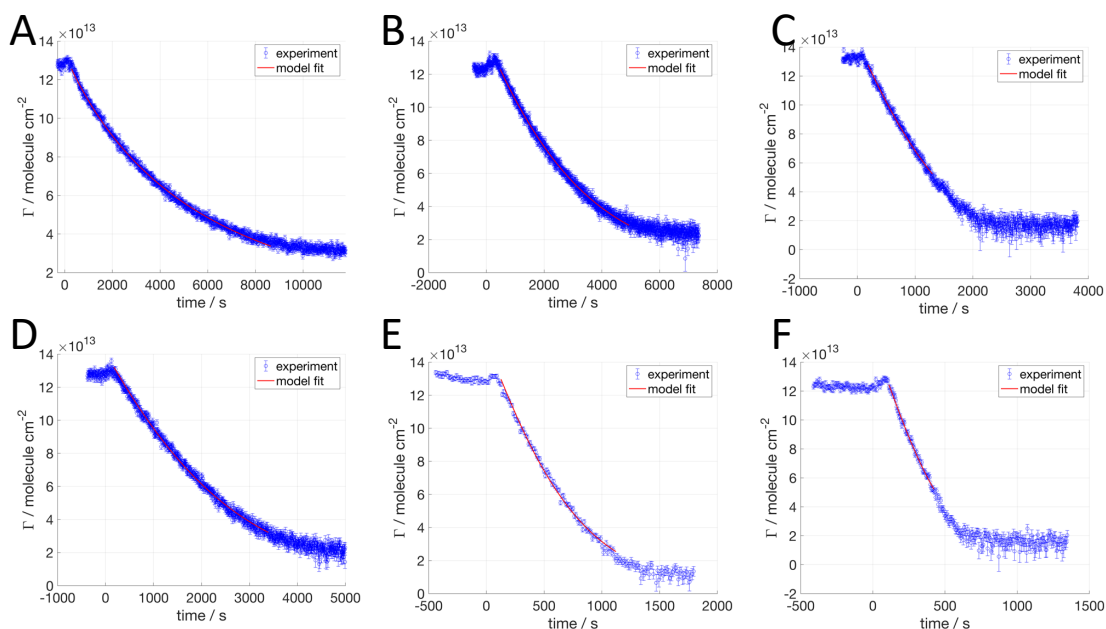 A
×10^13
14
12
10
8
6
4
2
Γ / molecule cm^-2
0 2000 4000 6000 8000 10000
time / s
experiment
model fit
B
×10^13
14
12
10
8
6
4
2
0
Γ / molecule cm^-2
-2000 0 2000 4000 6000 8000
time / s
experiment
model fit
C
×10^13
14
12
10
8
6
4
2
0
-2
Γ / molecule cm^-2
-1000 0 1000 2000 3000 4000
time / s
experiment
model fit
D
×10^13
14
12
10
8
6
4
2
0
Γ / molecule cm^-2
-1000 0 1000 2000 3000 4000 5000
time / s
experiment
model fit
E
×10^13
14
12
10
8
6
4
2
0
Γ / molecule cm^-2
-500 0 500 1000 1500 2000
time / s
experiment
model fit
F
×10^13
14
12
10
8
6
4
2
0
-2
Γ / molecule cm^-2
-500 0 500 1000 1500
time / s
experiment
model fit